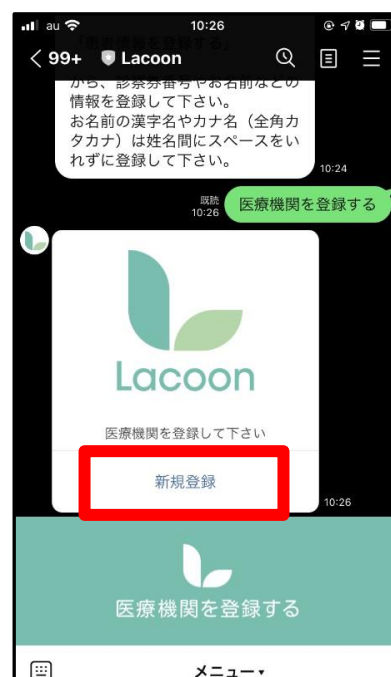 au
10:26
99+ Lacoon
から、診察券番号やお名前などの
情報を登録して下さい。
お名前の漢字名やカナ名（全角カ
タカナ）は姓名間にスペースをい
れずに登録して下さい。
10:24
既読
10:26
医療機関を登録する
Lacoon
医療機関を登録して下さい
新規登録
10:26
医療機関を登録する
メニュー▾